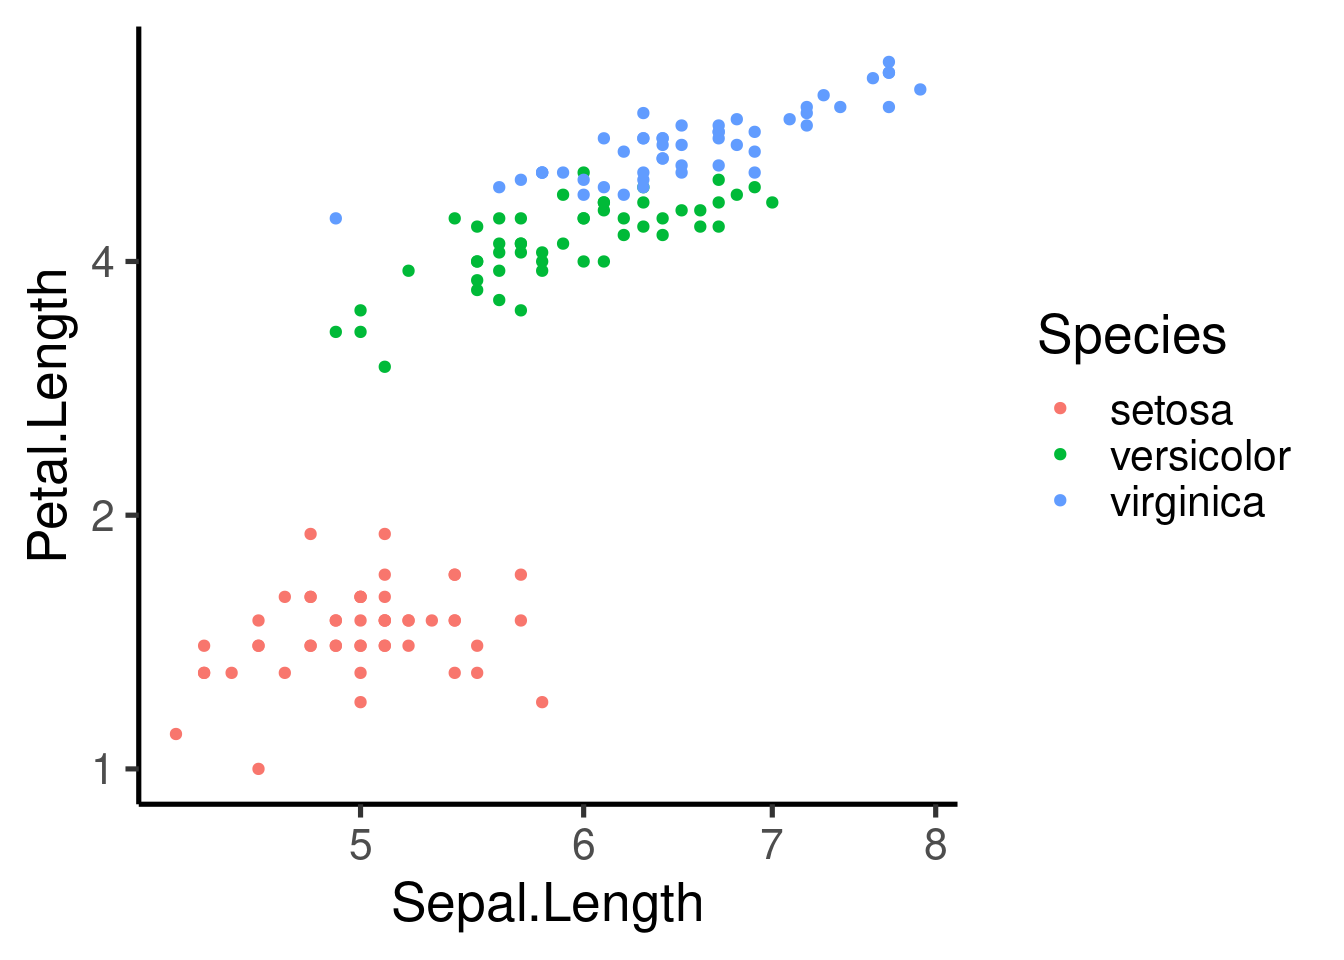 4
2
1
Petal.Length
5 6 7 8
Sepal.Length
Species
setosa
versicolor
virginica